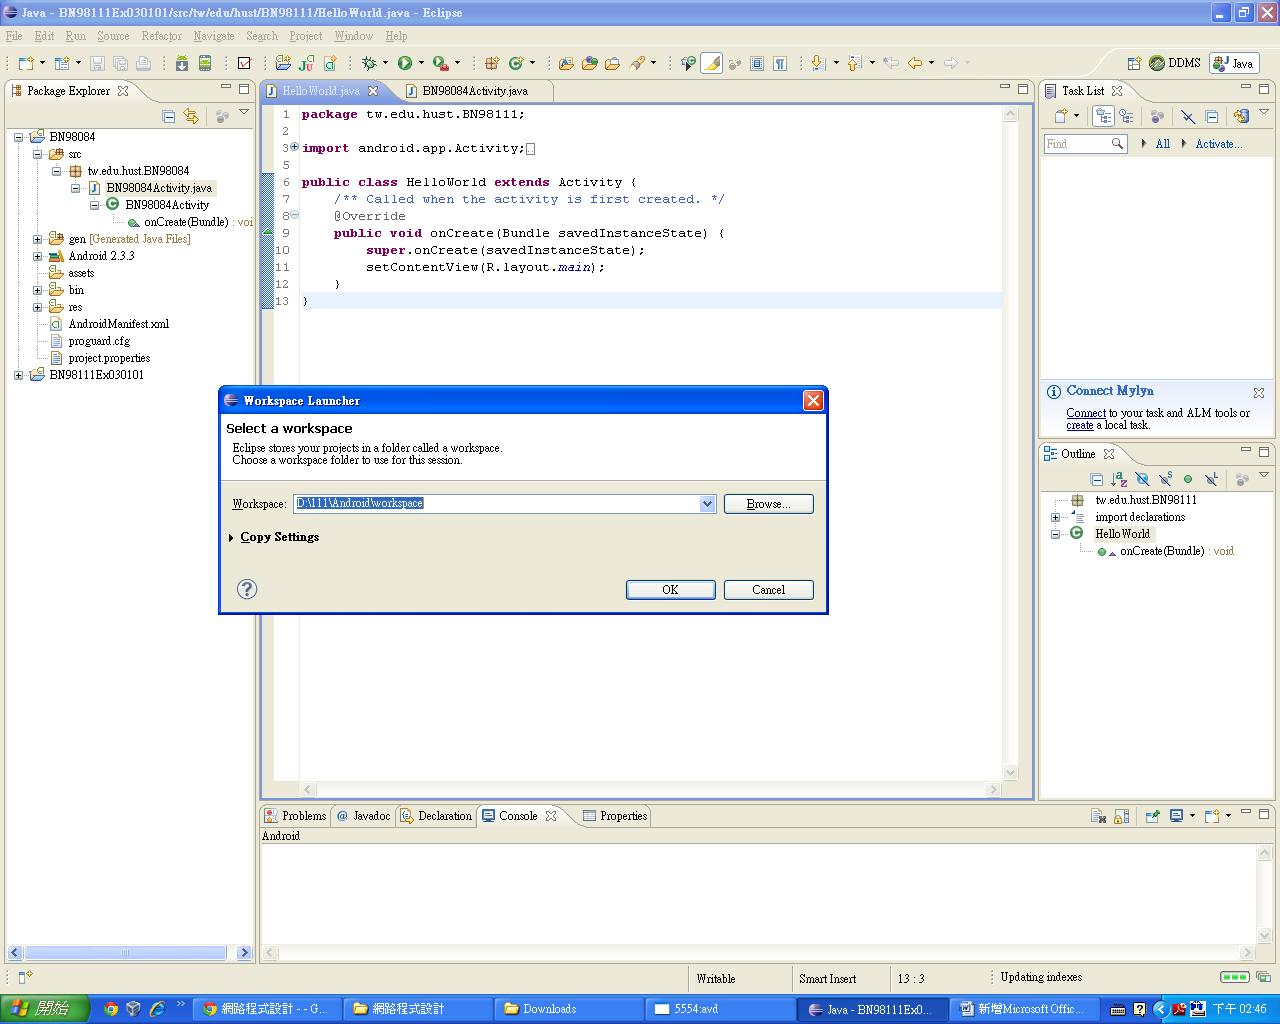 Java - BN98111Ex030101/src/tw/edu/hust/BN98111/HelloWorld.java - Eclipse
File Edit Run Source Refactor Navigate Search Project Window Help
DDMS Java
Package Explorer
BN98084
src
tw.edu.hust.BN98084
BN98084Activity.java
BN98084Activity
onCreate(Bundle) : voi
gen [Generated Java Files]
Android 2.3.3
assets
bin
res
AndroidManifest.xml
proguard.cfg
project.properties
BN98111Ex030101
HelloWorld.java BN98084Activity.java
1 package tw.edu.hust.BN98111;
2
3 import android.app.Activity;
5
6 public class HelloWorld extends Activity {
7 /** Called when the activity is first created. */
8 @Override
9 public void onCreate(Bundle savedInstanceState) {
10 super.onCreate(savedInstanceState);
11 setContentView(R.layout.main);
12 }
13 }
Task List
Find All Activate...
Connect Mylyn
Connect to your task and ALM tools or
create a local task.
Outline
tw.edu.hust.BN98111
import declarations
HelloWorld
onCreate(Bundle) : void
Workspace Launcher
Select a workspace
Eclipse stores your projects in a folder called a workspace.
Choose a workspace folder to use for this session.
Workspace: D:\111\Android\workspace Browse...
Copy Settings
OK Cancel
Problems @ Javadoc Declaration Console Properties
Android
Writable Smart Insert 13 : 3 Updating indexes
開始 網路程式設計 - - G... 網路程式設計 Downloads 5554:avd Java - BN98111Ex0... 新增Microsoft Offic... 下午 02:46